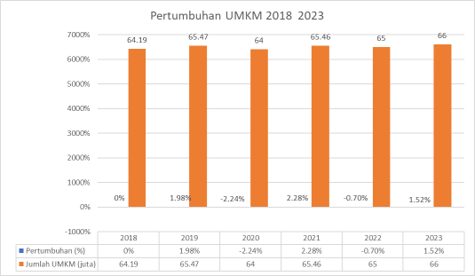 Pertumbuhan UMKM 2018 2023
7000%
6000%
5000%
4000%
3000%
2000%
1000%
0%
-1000%
64.19 65.47 64 65.46 65 66
0% 1.98% -2.24% 2.28% -0.70% 1.52%
2018 2019 2020 2021 2022 2023
Pertumbuhan (%) 0% 1.98% -2.24% 2.28% -0.70% 1.52%
Jumlah UMKM (juta) 64.19 65.47 64 65.46 65 66